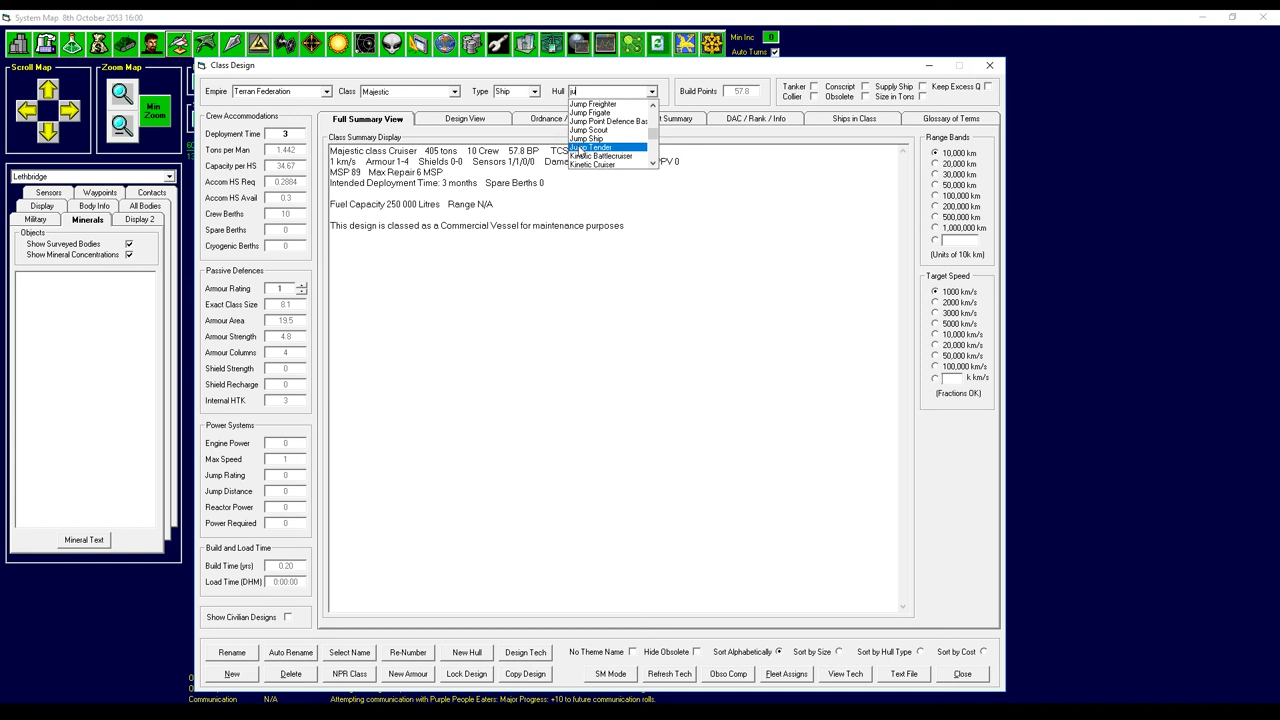 System Map 8th October 2053 16:00
Min Inc 0
Auto Turns
Scroll Map
Zoom Map
Min Zoom
Lethbridge
Sensors Waypoints Contacts
Display Body Info All Bodies
Military Minerals Display 2
Objects
Show Surveyed Bodies
Show Mineral Concentrations
Mineral Text
Class Design
Empire Terran Federation Class Majestic Type Ship Hull ju Build Points 57.8
Tanker Conscript Supply Ship Keep Excess Q
Collier Obsolete Size in Tons
Jump Freighter
Jump Frigate
Jump Point Defence Bas
Jump Scout
Jump Ship
Jump Tender
Kinetic Battlecruiser
Kinetic Cruiser
Crew Accommodations
Deployment Time: 3
Tons per Man 1.442
Capacity per HS 34.67
Accom HS Req 0.2884
Accom HS Avail 0.3
Crew Berths 10
Spare Berths 0
Cryogenic Berths 0
Passive Defences
Armour Rating 1
Exact Class Size 8.1
Armour Area 19.5
Armour Strength 4.8
Armour Columns 4
Shield Strength 0
Shield Recharge 0
Internal HTK 3
Power Systems
Engine Power 0
Max Speed 1
Jump Rating 0
Jump Distance 0
Reactor Power 0
Power Required 0
Build and Load Time
Build Time (yrs) 0.20
Load Time (DHM) 0:00:00
Show Civilian Designs
Full Summary View Design View Ordnance / Summary DAC / Rank / Info Ships in Class Glossary of Terms
Class Summary Display
Majestic class Cruiser 405 tons 10 Crew 57.8 BP TCS
1 km/s Armour 1-4 Shields 0-0 Sensors 1/1/0/0 PV 0
MSP 89 Max Repair 6 MSP
Intended Deployment Time: 3 months Spare Berths 0
Fuel Capacity 250 000 Litres Range N/A
This design is classed as a Commercial Vessel for maintenance purposes
Range Bands
10,000 km
20,000 km
30,000 km
50,000 km
100,000 km
200,000 km
500,000 km
1,000,000 km
(Units of 10k km)
Target Speed
1000 km/s
2000 km/s
3000 km/s
5000 km/s
10,000 km/s
20,000 km/s
50,000 km/s
100,000 km/s
k km/s
(Fractions OK)
Rename Auto Rename Select Name Re-Number New Hull Design Tech No Theme Name Hide Obsolete Sort Alphabetically Sort by Size Sort by Hull Type Sort by Cost
New Delete NPR Class New Armour Lock Design Copy Design SM Mode Refresh Tech Obso Comp Fleet Assigns View Tech Text File Close
Communication N/A Attempting communication with Purple People Eaters: Major Progress: +10 to future communication rolls.